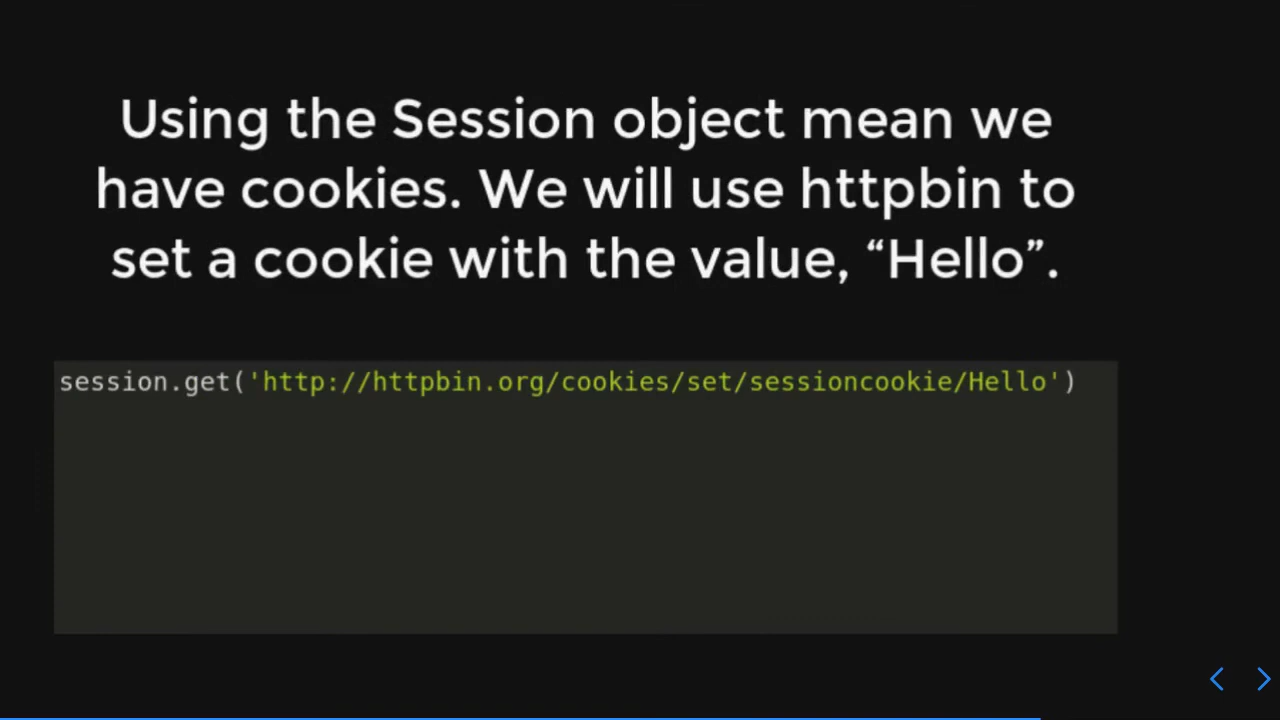 Using the Session object mean we
have cookies. We will use httpbin to
set a cookie with the value, “Hello”.
session.get('http://httpbin.org/cookies/set/sessioncookie/Hello')